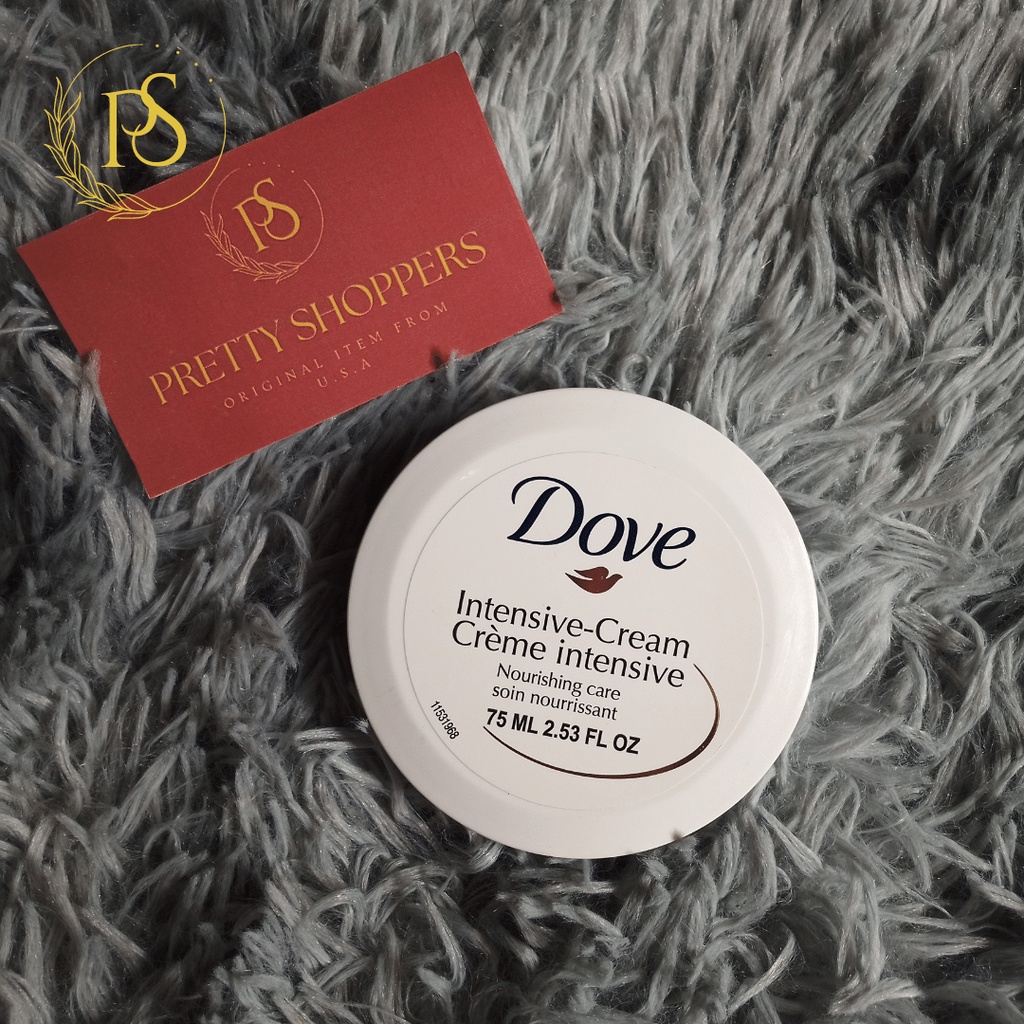 PS
PS
PRETTY SHOPPERS
ORIGINAL ITEM FROM
U.S.A
Dove
Intensive-Cream
Crème intensive
Nourishing care
soin nourrissant
75 ML 2.53 FL OZ
11531968